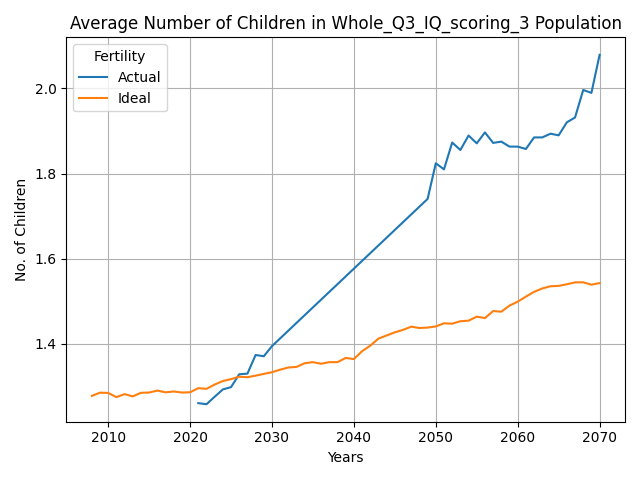 Average Number of Children in Whole_Q3_IQ_scoring_3 Population
Fertility
Actual
Ideal
No. of Children
2.0
1.8
1.6
1.4
2010 2020 2030 2040 2050 2060 2070
Years